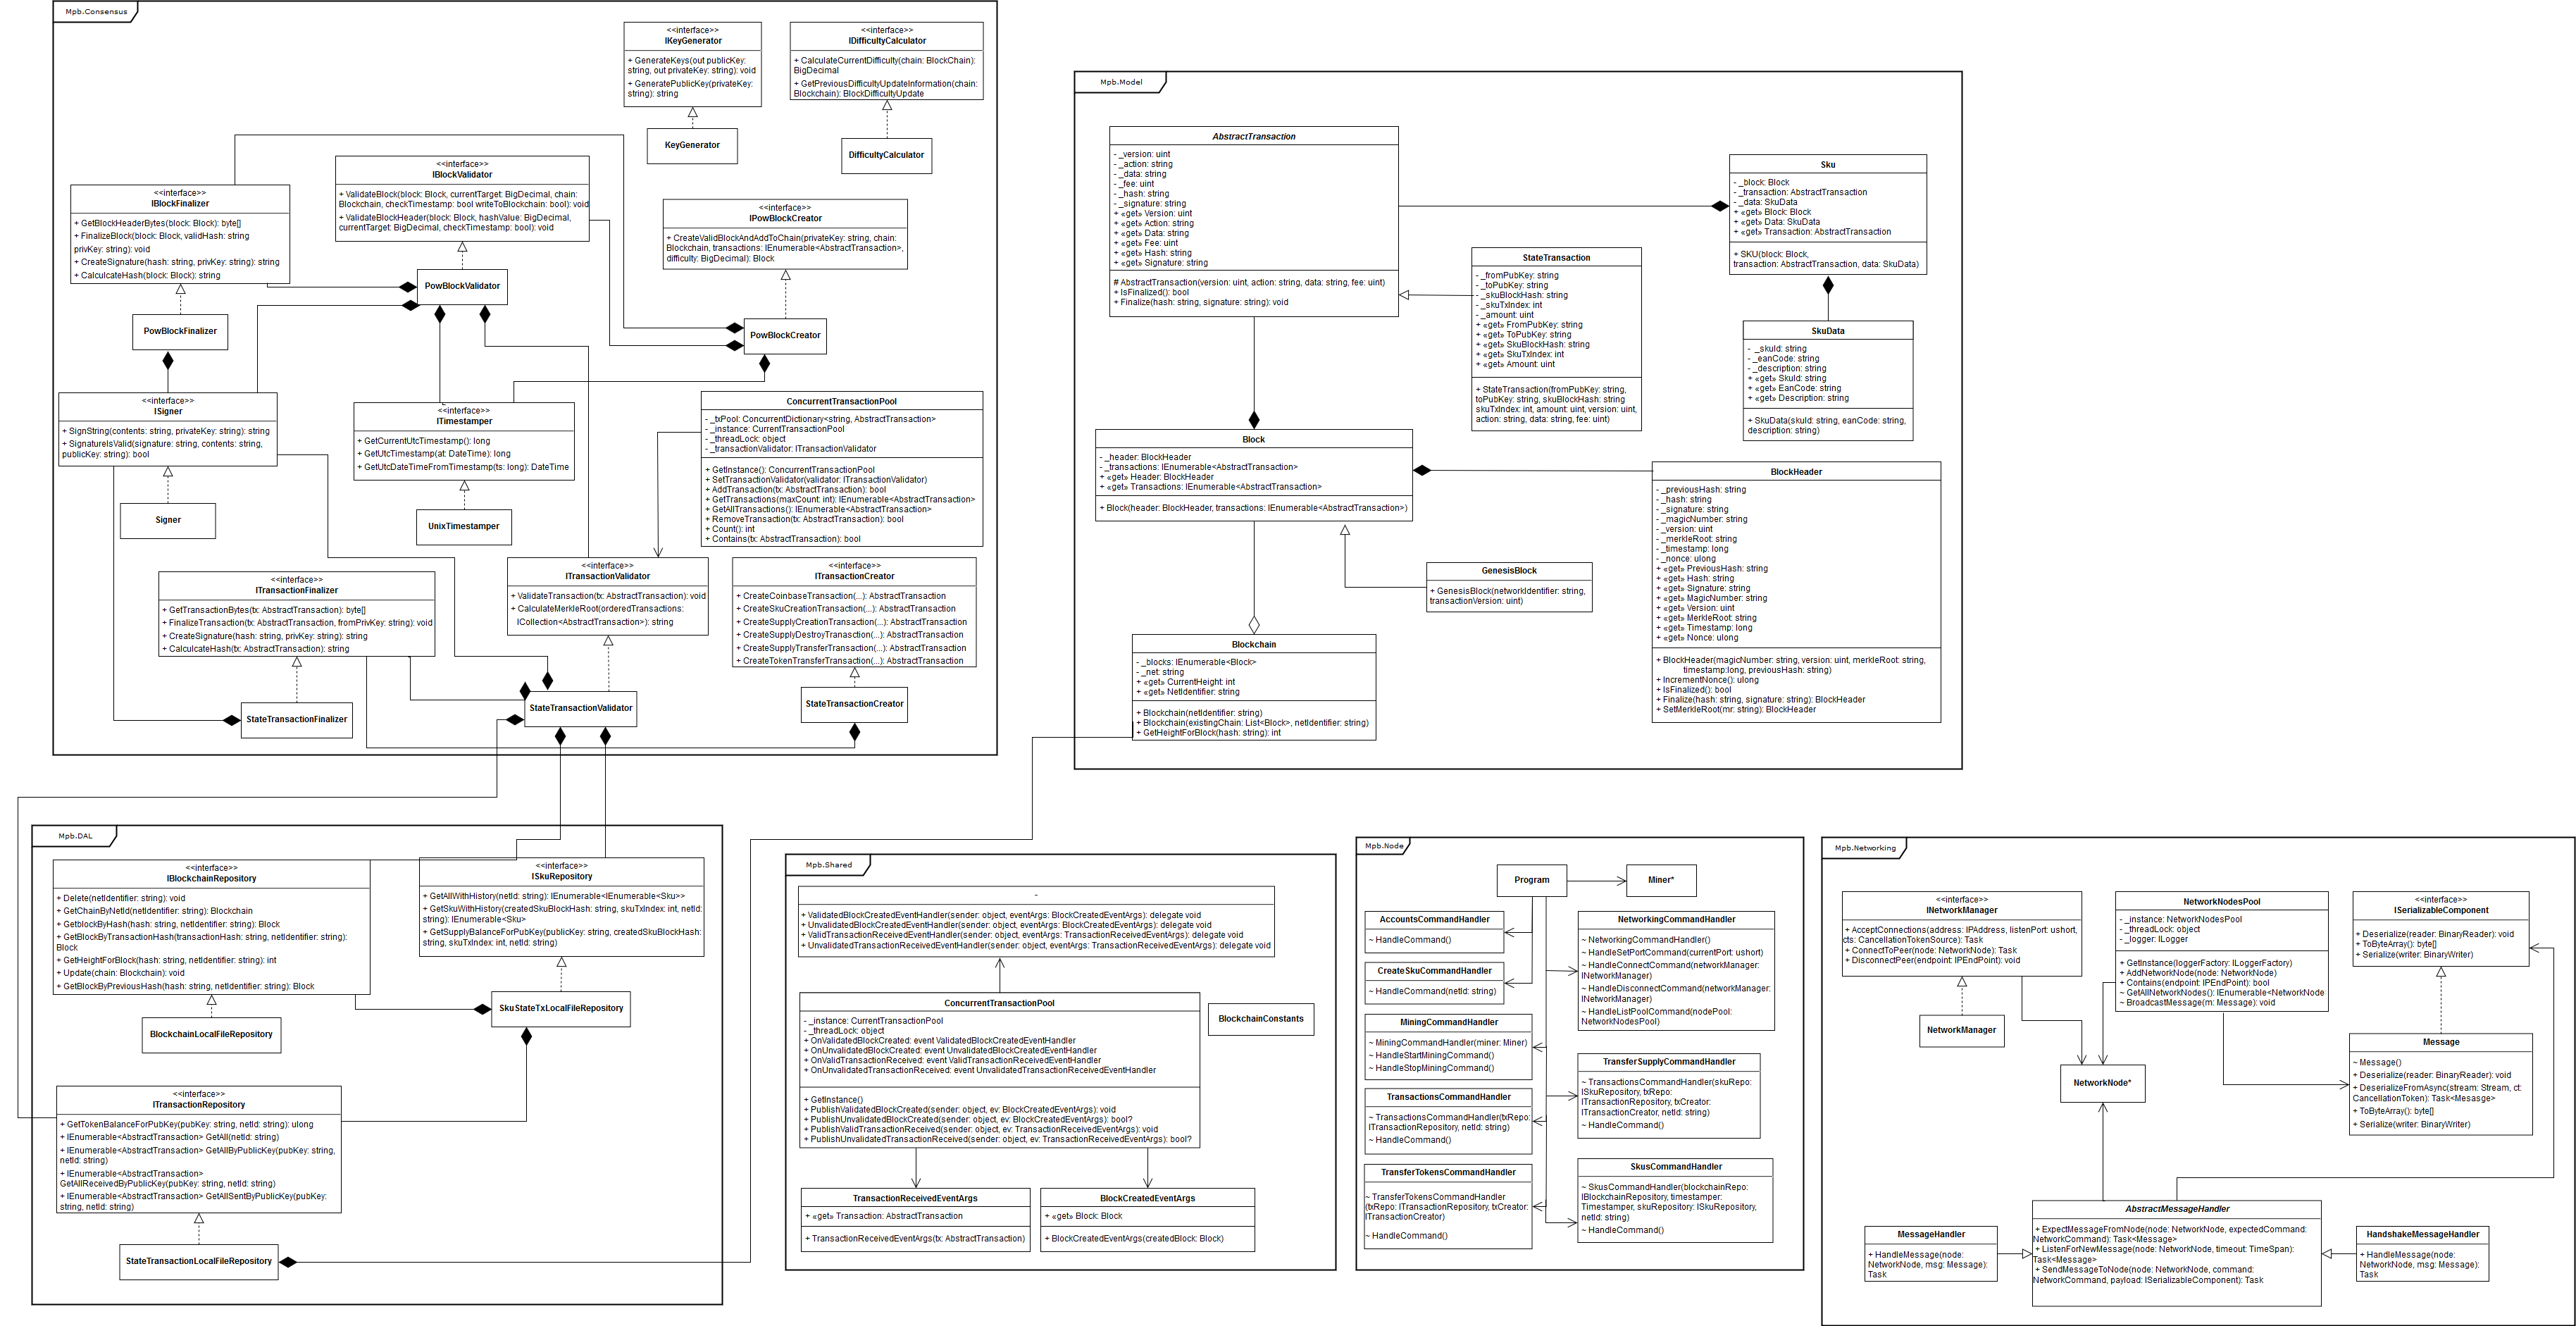 Mpb.Consensus
<<interface>>
IKeyGenerator
+ GenerateKeys(out publicKey:
string, out privateKey: string): void
+ GeneratePublicKey(privateKey:
string): string
KeyGenerator
<<interface>>
IDifficultyCalculator
+ CalculateCurrentDifficulty(chain: BlockChain):
BigDecimal
+ GetPreviousDifficultyUpdateInformation(chain:
Blockchain): BlockDifficultyUpdate
DifficultyCalculator
<<interface>>
IBlockValidator
+ ValidateBlock(block: Block, currentTarget: BigDecimal, chain:
Blockchain, checkTimestamp: bool writeToBlockchain: bool): void
+ ValidateBlockHeader(block: Block, hashValue: BigDecimal,
currentTarget: BigDecimal, checkTimestamp: bool): void
<<interface>>
IBlockFinalizer
+ GetBlockHeaderBytes(block: Block): byte[]
+ FinalizeBlock(block: Block, validHash: string
privKey: string): void
+ CreateSignature(hash: string, privKey: string): string
+ CalculcateHash(block: Block): string
<<interface>>
IPowBlockCreator
+ CreateValidBlockAndAddToChain(privateKey: string, chain:
Blockchain, transactions: IEnumerable<AbstractTransaction>,
difficulty: BigDecimal): Block
PowBlockValidator
PowBlockFinalizer
PowBlockCreator
<<interface>>
ISigner
+ SignString(contents: string, privateKey: string): string
+ SignatureIsValid(signature: string, contents: string,
publicKey: string): bool
Signer
<<interface>>
ITimestamper
+ GetCurrentUtcTimestamp(): long
+ GetUtcTimestamp(at: DateTime): long
+ GetUtcDateTimeFromTimestamp(ts: long): DateTime
UnixTimestamper
ConcurrentTransactionPool
- _txPool: ConcurrentDictionary<string, AbstractTransaction>
- _instance: CurrentTransactionPool
- _threadLock: object
- _transactionValidator: ITransactionValidator
+ GetInstance(): ConcurrentTransactionPool
+ SetTransactionValidator(validator: ITransactionValidator)
+ AddTransaction(tx: AbstractTransaction): bool
+ GetTransactions(maxCount: int): IEnumerable<AbstractTransaction>
+ GetAllTransactions(): IEnumerable<AbstractTransaction>
+ RemoveTransaction(tx: AbstractTransaction): bool
+ Count(): int
+ Contains(tx: AbstractTransaction): bool
<<interface>>
ITransactionFinalizer
+ GetTransactionBytes(tx: AbstractTransaction): byte[]
+ FinalizeTransaction(tx: AbstractTransaction, fromPrivKey: string): void
+ CreateSignature(hash: string, privKey: string): string
+ CalculcateHash(tx: AbstractTransaction): string
StateTransactionFinalizer
<<interface>>
ITransactionValidator
+ ValidateTransaction(tx: AbstractTransaction): void
+ CalculateMerkleRoot(orderedTransactions:
ICollection<AbstractTransaction>): string
StateTransactionValidator
<<interface>>
ITransactionCreator
+ CreateCoinbaseTransaction(...): AbstractTransaction
+ CreateSkuCreationTransaction(...): AbstractTransaction
+ CreateSupplyCreationTransaction(...): AbstractTransaction
+ CreateSupplyDestroyTranasction(...): AbstractTransaction
+ CreateSupplyTransferTransaction(...): AbstractTransaction
+ CreateTokenTransferTransaction(...): AbstractTransaction
StateTransactionCreator
Mpb.Model
AbstractTransaction
- _version: uint
- _action: string
- _data: string
- _fee: uint
- _hash: string
- _signature: string
+ «get» Version: uint
+ «get» Action: string
+ «get» Data: string
+ «get» Fee: uint
+ «get» Hash: string
+ «get» Signature: string
# AbstractTransaction(version: uint, action: string, data: string, fee: uint)
+ IsFinalized(): bool
+ Finalize(hash: string, signature: string): void
StateTransaction
- _fromPubKey: string
- _toPubKey: string
- _skuBlockHash: string
- _skuTxIndex: int
- _amount: uint
+ «get» FromPubKey: string
+ «get» ToPubKey: string
+ «get» SkuBlockHash: string
+ «get» SkuTxIndex: int
+ «get» Amount: uint
+ StateTransaction(fromPubKey: string,
toPubKey: string, skuBlockHash: string
skuTxIndex: int, amount: uint, version: uint,
action: string, data: string, fee: uint)
Sku
- _block: Block
- _transaction: AbstractTransaction
- _data: SkuData
+ «get» Block: Block
+ «get» Data: SkuData
+ «get» Transaction: AbstractTransaction
+ SKU(block: Block,
transaction: AbstractTransaction, data: SkuData)
SkuData
- _skuId: string
- _eanCode: string
- _description: string
+ «get» SkuId: string
+ «get» EanCode: string
+ «get» Description: string
+ SkuData(skuId: string, eanCode: string,
description: string)
Block
- _header: BlockHeader
- _transactions: IEnumerable<AbstractTransaction>
+ «get» Header: BlockHeader
+ «get» Transactions: IEnumerable<AbstractTransaction>
+ Block(header: BlockHeader, transactions: IEnumerable<AbstractTransaction>)
BlockHeader
- _previousHash: string
- _hash: string
- _signature: string
- _magicNumber: string
- _version: uint
- _merkleRoot: string
- _timestamp: long
- _nonce: ulong
+ «get» PreviousHash: string
+ «get» Hash: string
+ «get» Signature: string
+ «get» MagicNumber: string
+ «get» Version: uint
+ «get» MerkleRoot: string
+ «get» Timestamp: long
+ «get» Nonce: ulong
+ BlockHeader(magicNumber: string, version: uint, merkleRoot: string,
timestamp:long, previousHash: string)
+ IncrementNonce(): ulong
+ IsFinalized(): bool
+ Finalize(hash: string, signature: string): BlockHeader
+ SetMerkleRoot(mr: string): BlockHeader
GenesisBlock
+ GenesisBlock(networkIdentifier: string,
transactionVersion: uint)
Blockchain
- _blocks: IEnumerable<Block>
- _net: string
+ «get» CurrentHeight: int
+ «get» NetIdentifier: string
+ Blockchain(netIdentifier: string)
+ Blockchain(existingChain: List<Block>, netIdentifier: string)
+ GetHeightForBlock(hash: string): int
Mpb.DAL
<<interface>>
IBlockchainRepository
+ Delete(netIdentifier: string): void
+ GetChainByNetId(netIdentifier: string): Blockchain
+ GetblockByHash(hash: string, netIdentifier: string): Block
+ GetBlockByTransactionHash(transactionHash: string, netIdentifier: string):
Block
+ GetHeightForBlock(hash: string, netIdentifier: string): int
+ Update(chain: Blockchain): void
+ GetBlockByPreviousHash(hash: string, netIdentifier: string): Block
BlockchainLocalFileRepository
<<interface>>
ISkuRepository
+ GetAllWithHistory(netId: string): IEnumerable<IEnumerable<Sku>>
+ GetSkuWithHistory(createdSkuBlockHash: string, skuTxIndex: int, netId:
string): IEnumerable<Sku>
+ GetSupplyBalanceForPubKey(publicKey: string, createdSkuBlockHash:
string, skuTxIndex: int, netId: string)
SkuStateTxLocalFileRepository
<<interface>>
ITransactionRepository
+ GetTokenBalanceForPubKey(pubKey: string, netId: string): ulong
+ IEnumerable<AbstractTransaction> GetAll(netId: string)
+ IEnumerable<AbstractTransaction> GetAllByPublicKey(pubKey: string,
netId: string)
+ IEnumerable<AbstractTransaction>
GetAllReceivedByPublicKey(pubKey: string, netId: string)
+ IEnumerable<AbstractTransaction> GetAllSentByPublicKey(pubKey:
string, netId: string)
StateTransactionLocalFileRepository
Mpb.Shared
-
+ ValidatedBlockCreatedEventHandler(sender: object, eventArgs: BlockCreatedEventArgs): delegate void
+ UnvalidatedBlockCreatedEventHandler(sender: object, eventArgs: BlockCreatedEventArgs): delegate void
+ ValidTransactionReceivedEventHandler(sender: object, eventArgs: TransactionReceivedEventArgs): delegate void
+ UnvalidatedTransactionReceivedEventHandler(sender: object, eventArgs: TransactionReceivedEventArgs): delegate void
ConcurrentTransactionPool
- _instance: CurrentTransactionPool
- _threadLock: object
+ OnValidatedBlockCreated: event ValidatedBlockCreatedEventHandler
+ OnUnvalidatedBlockCreated: event UnvalidatedBlockCreatedEventHandler
+ OnValidTransactionReceived: event ValidTransactionReceivedEventHandler
+ OnUnvalidatedTransactionReceived: event UnvalidatedTransactionReceivedEventHandler
+ GetInstance()
+ PublishValidatedBlockCreated(sender: object, ev: BlockCreatedEventArgs): void
+ PublishUnvalidatedBlockCreated(sender: object, ev: BlockCreatedEventArgs): bool?
+ PublishValidTransactionReceived(sender: object, ev: TransactionReceivedEventArgs): void
+ PublishUnvalidatedTransactionReceived(sender: object, ev: TransactionReceivedEventArgs): bool?
BlockchainConstants
TransactionReceivedEventArgs
+ «get» Transaction: AbstractTransaction
+ TransactionReceivedEventArgs(tx: AbstractTransaction)
BlockCreatedEventArgs
+ «get» Block: Block
+ BlockCreatedEventArgs(createdBlock: Block)
Mpb.Node
Program
Miner*
AccountsCommandHandler
~ HandleCommand()
CreateSkuCommandHandler
~ HandleCommand(netId: string)
MiningCommandHandler
~ MiningCommandHandler(miner: Miner)
~ HandleStartMiningCommand()
~ HandleStopMiningCommand()
TransactionsCommandHandler
~ TransactionsCommandHandler(txRepo:
ITransactionRepository, netId: string)
~ HandleCommand()
TransferTokensCommandHandler
~ TransferTokensCommandHandler
(txRepo: ITransactionRepository, txCreator:
ITransactionCreator)
~ HandleCommand()
NetworkingCommandHandler
~ NetworkingCommandHandler()
~ HandleSetPortCommand(currentPort: ushort)
~ HandleConnectCommand(networkManager:
INetworkManager)
~ HandleDisconnectCommand(networkManager:
INetworkManager)
~ HandleListPoolCommand(nodePool:
NetworkNodesPool)
TransferSupplyCommandHandler
~ TransactionsCommandHandler(skuRepo:
ISkuRepository, txRepo:
ITransactionRepository, txCreator:
ITransactionCreator, netId: string)
~ HandleCommand()
SkusCommandHandler
~ SkusCommandHandler(blockchainRepo:
IBlockchainRepository, timestamper:
Timestamper, skuRepository: ISkuRepository,
netId: string)
~ HandleCommand()
Mpb.Networking
<<interface>>
INetworkManager
+ AcceptConnections(address: IPAddress, listenPort: ushort,
cts: CancellationTokenSource): Task
+ ConnectToPeer(node: NetworkNode): Task
+ DisconnectPeer(endpoint: IPEndPoint): void
NetworkManager
NetworkNodesPool
- _instance: NetworkNodesPool
- _threadLock: object
- _logger: ILogger
+ GetInstance(loggerFactory: ILoggerFactory)
+ AddNetworkNode(node: NetworkNode)
+ Contains(endpoint: IPEndPoint): bool
~ GetAllNetworkNodes(): IEnumerable<NetworkNode
~ BroadcastMessage(m: Message): void
<<interface>>
ISerializableComponent
+ Deserialize(reader: BinaryReader): void
+ ToByteArray(): byte[]
+ Serialize(writer: BinaryWriter)
Message
~ Message()
+ Deserialize(reader: BinaryReader): void
+ DeserializeFromAsync(stream: Stream, ct:
CancellationToken): Task<Mesasge>
+ ToByteArray(): byte[]
+ Serialize(writer: BinaryWriter)
NetworkNode*
AbstractMessageHandler
+ ExpectMessageFromNode(node: NetworkNode, expectedCommand:
NetworkCommand): Task<Message>
+ ListenForNewMessage(node: NetworkNode, timeout: TimeSpan):
Task<Message>
+ SendMessageToNode(node: NetworkNode, command:
NetworkCommand, payload: ISerializableComponent): Task
MessageHandler
+ HandleMessage(node:
NetworkNode, msg: Message):
Task
HandshakeMessageHandler
+ HandleMessage(node:
NetworkNode, msg: Message):
Task